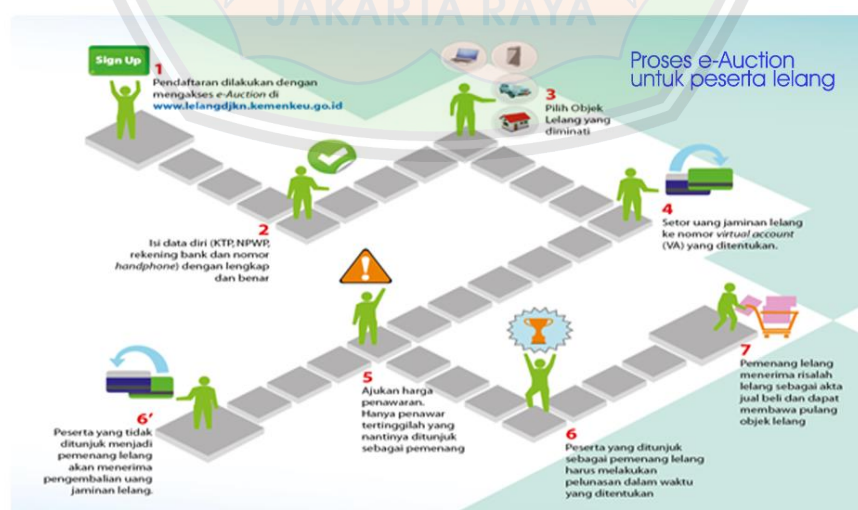 JAKARTA RAYA
Proses e-Auction
untuk peserta lelang
Sign Up
1
Pendaftaran dilakukan dengan
mengakses e-Auction di
www.lelangdjkn.kemenkeu.go.id
2
Isi data diri (KTP, NPWP,
rekening bank dan nomor
handphone) dengan lengkap
dan benar
3
Pilih Objek
Lelang yang
diminati
4
Setor uang jaminan lelang
ke nomor virtual account
(VA) yang ditentukan.
5
Ajukan harga
penawaran.
Hanya penawar
tertinggilah yang
nantinya ditunjuk
sebagai pemenang
6
Peserta yang ditunjuk
sebagai pemenang lelang
harus melakukan
pelunasan dalam waktu
yang ditentukan
6'
Peserta yang tidak
ditunjuk menjadi
pemenang lelang
akan menerima
pengembalian uang
jaminan lelang.
7
Pemenang lelang
menerima risalah
lelang sebagai akta
jual beli dan dapat
membawa pulang
objek lelang